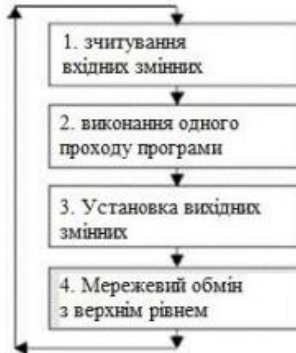 1. зчитування
вхідних змінних
2. виконання одного
проходу програми
3. Установка вихідних
змінних
4. Мережевий обмін
з верхнім рівнем